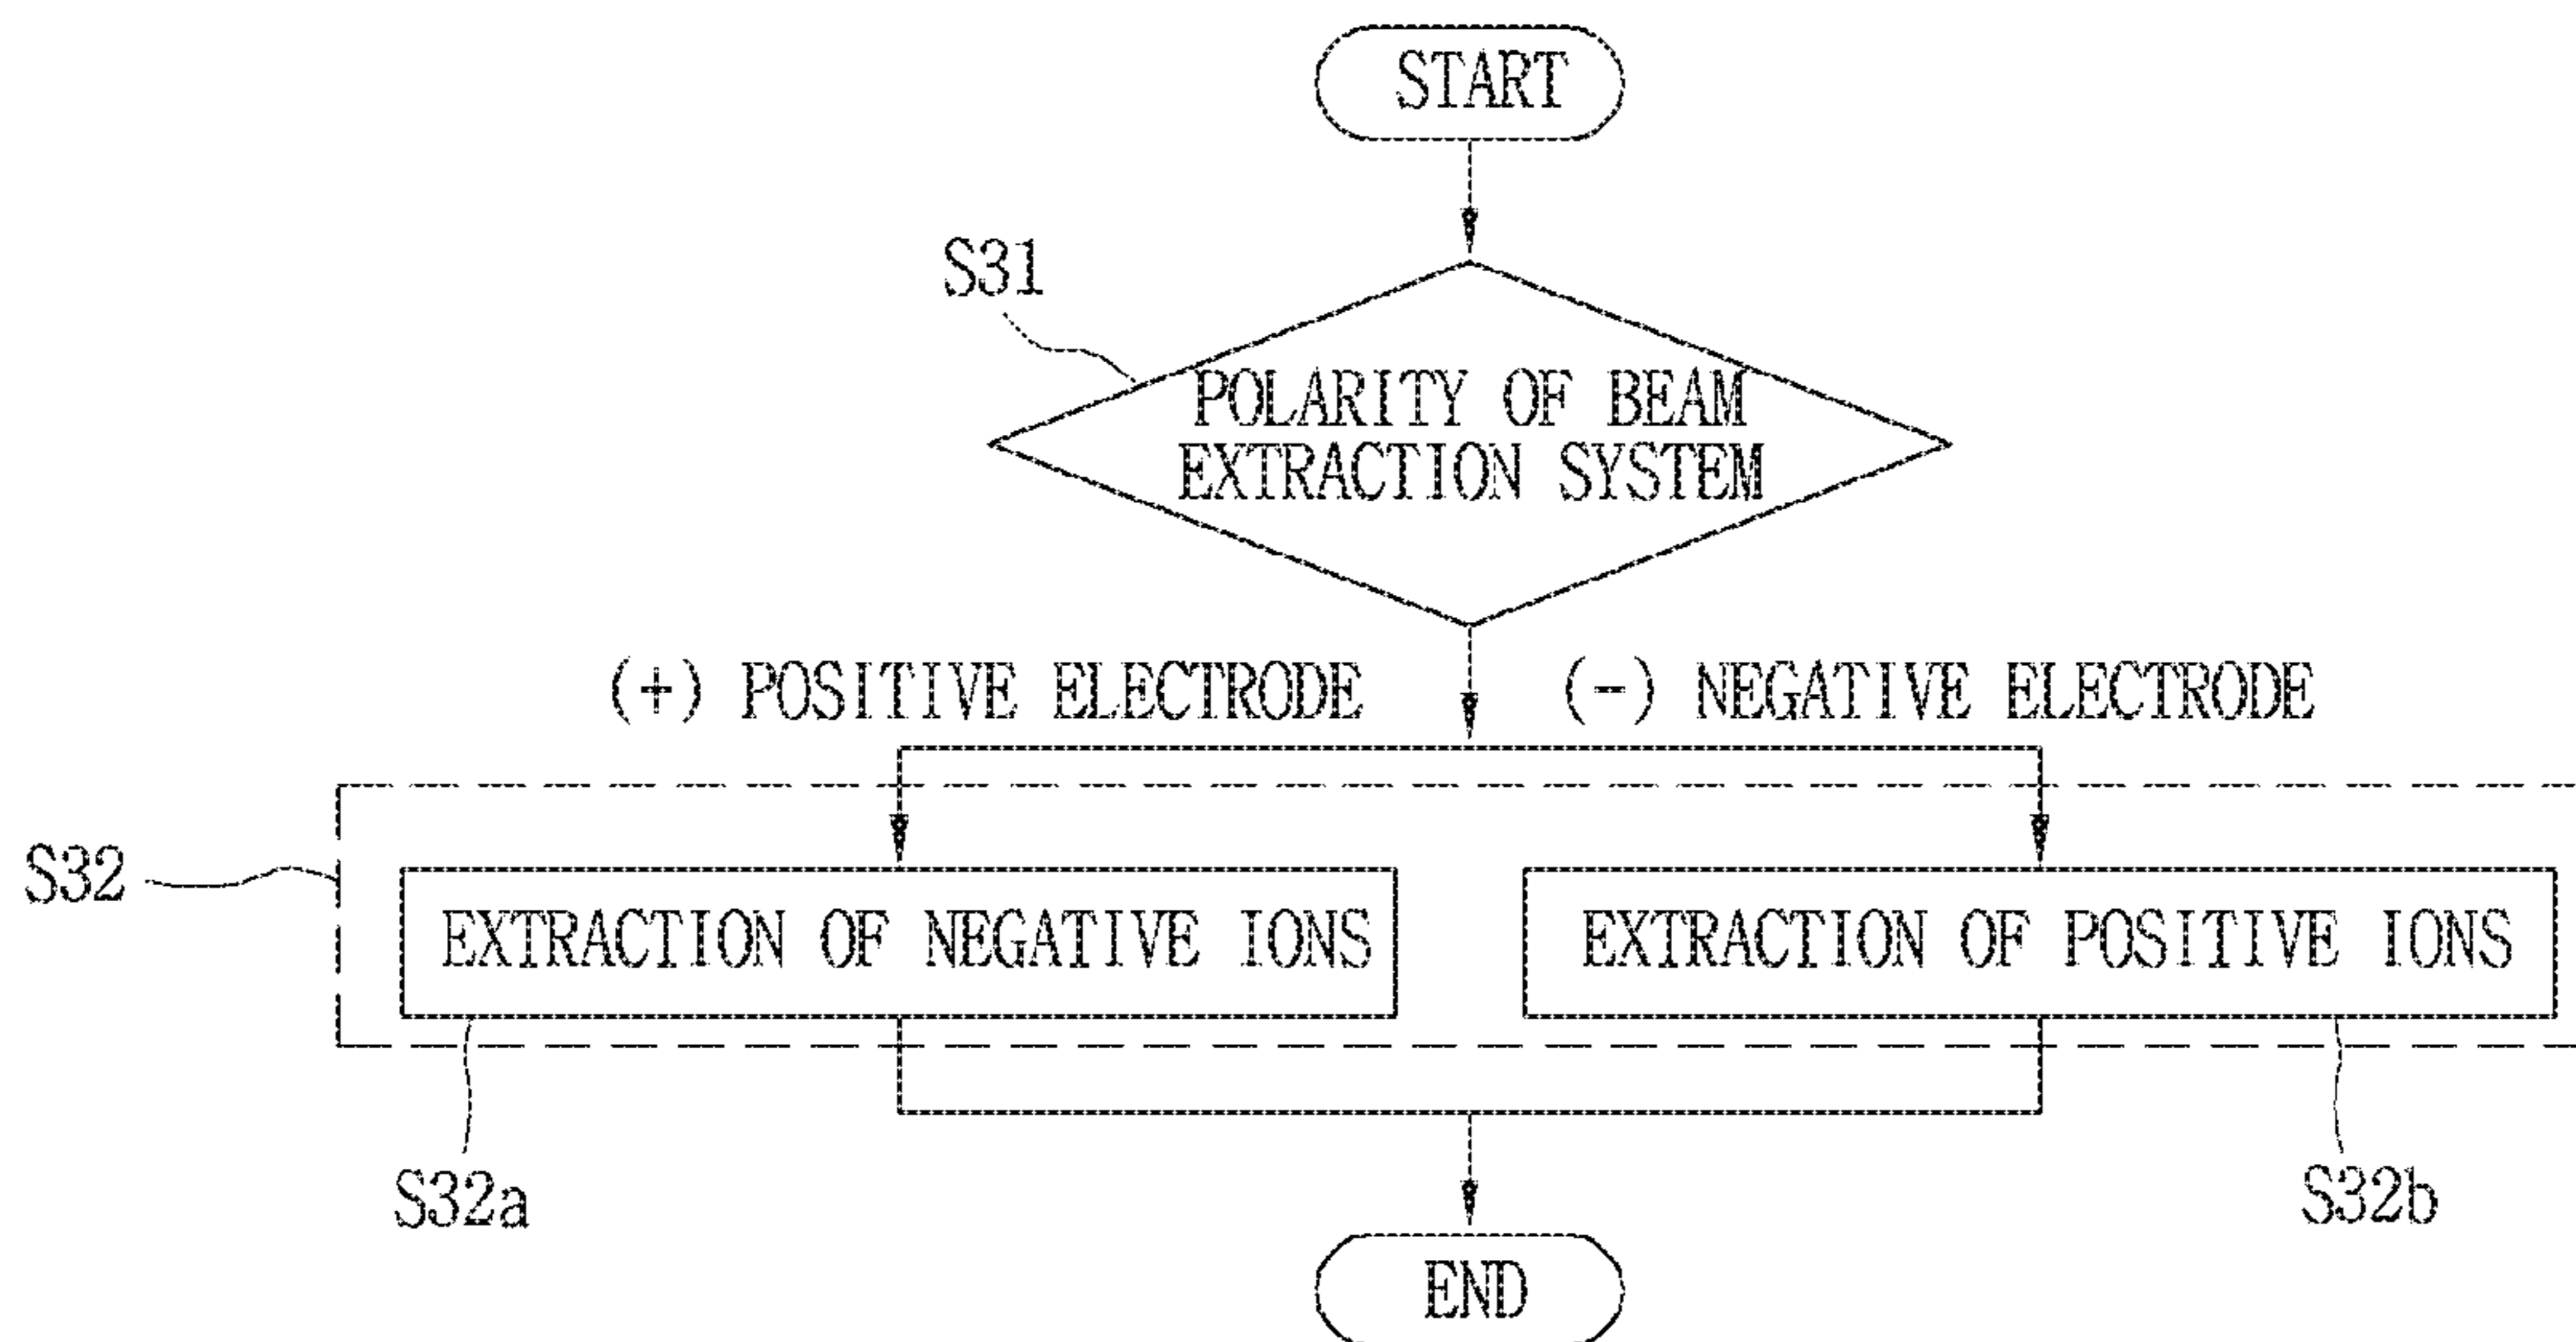 START
S31
POLARITY OF BEAM
EXTRACTION SYSTEM
(+) POSITIVE ELECTRODE
(-) NEGATIVE ELECTRODE
S32
EXTRACTION OF NEGATIVE IONS
EXTRACTION OF POSITIVE IONS
S32a
S32b
END